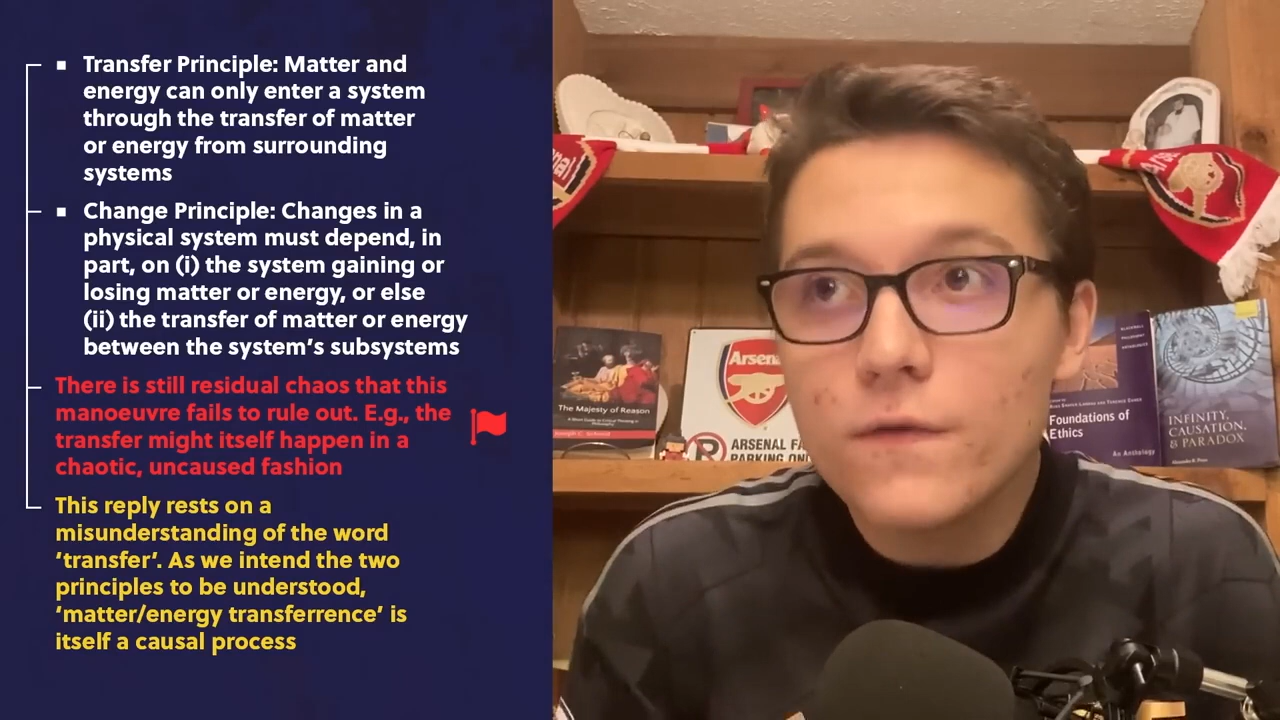 ▪ Transfer Principle: Matter and
energy can only enter a system
through the transfer of matter
or energy from surrounding
systems
▪ Change Principle: Changes in a
physical system must depend, in
part, on (i) the system gaining or
losing matter or energy, or else
(ii) the transfer of matter or energy
between the system's subsystems
There is still residual chaos that this
manoeuvre fails to rule out. E.g., the
transfer might itself happen in a
chaotic, uncaused fashion
This reply rests on a
misunderstanding of the word
'transfer'. As we intend the two
principles to be understood,
'matter/energy transferrence' is
itself a causal process
The Majesty of Reason
Arsenal
ARSENAL FA
PARKING ON
Foundations of
Ethics
An Anthology
INFINITY,
CAUSATION,
& PARADOX